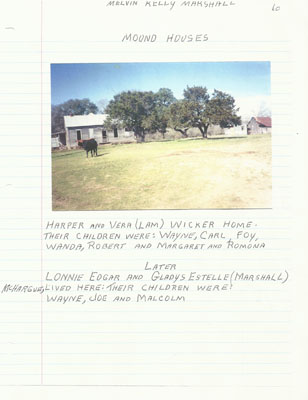 MELVIN KELLY MARSHALL
60
MOUND HOUSES
HARPER AND VERA (LAM) WICKER HOME.
THEIR CHILDREN WERE: WAYNE, CARL, FOY,
WANDA, ROBERT AND MARGARET AND ROMONA
LATER
LONNIE EDGAR AND GLADYS ESTELLE (MARSHALL)
McHARGUE, LIVED HERE: THEIR CHILDREN WERE:
WAYNE, JOE AND MALCOLM